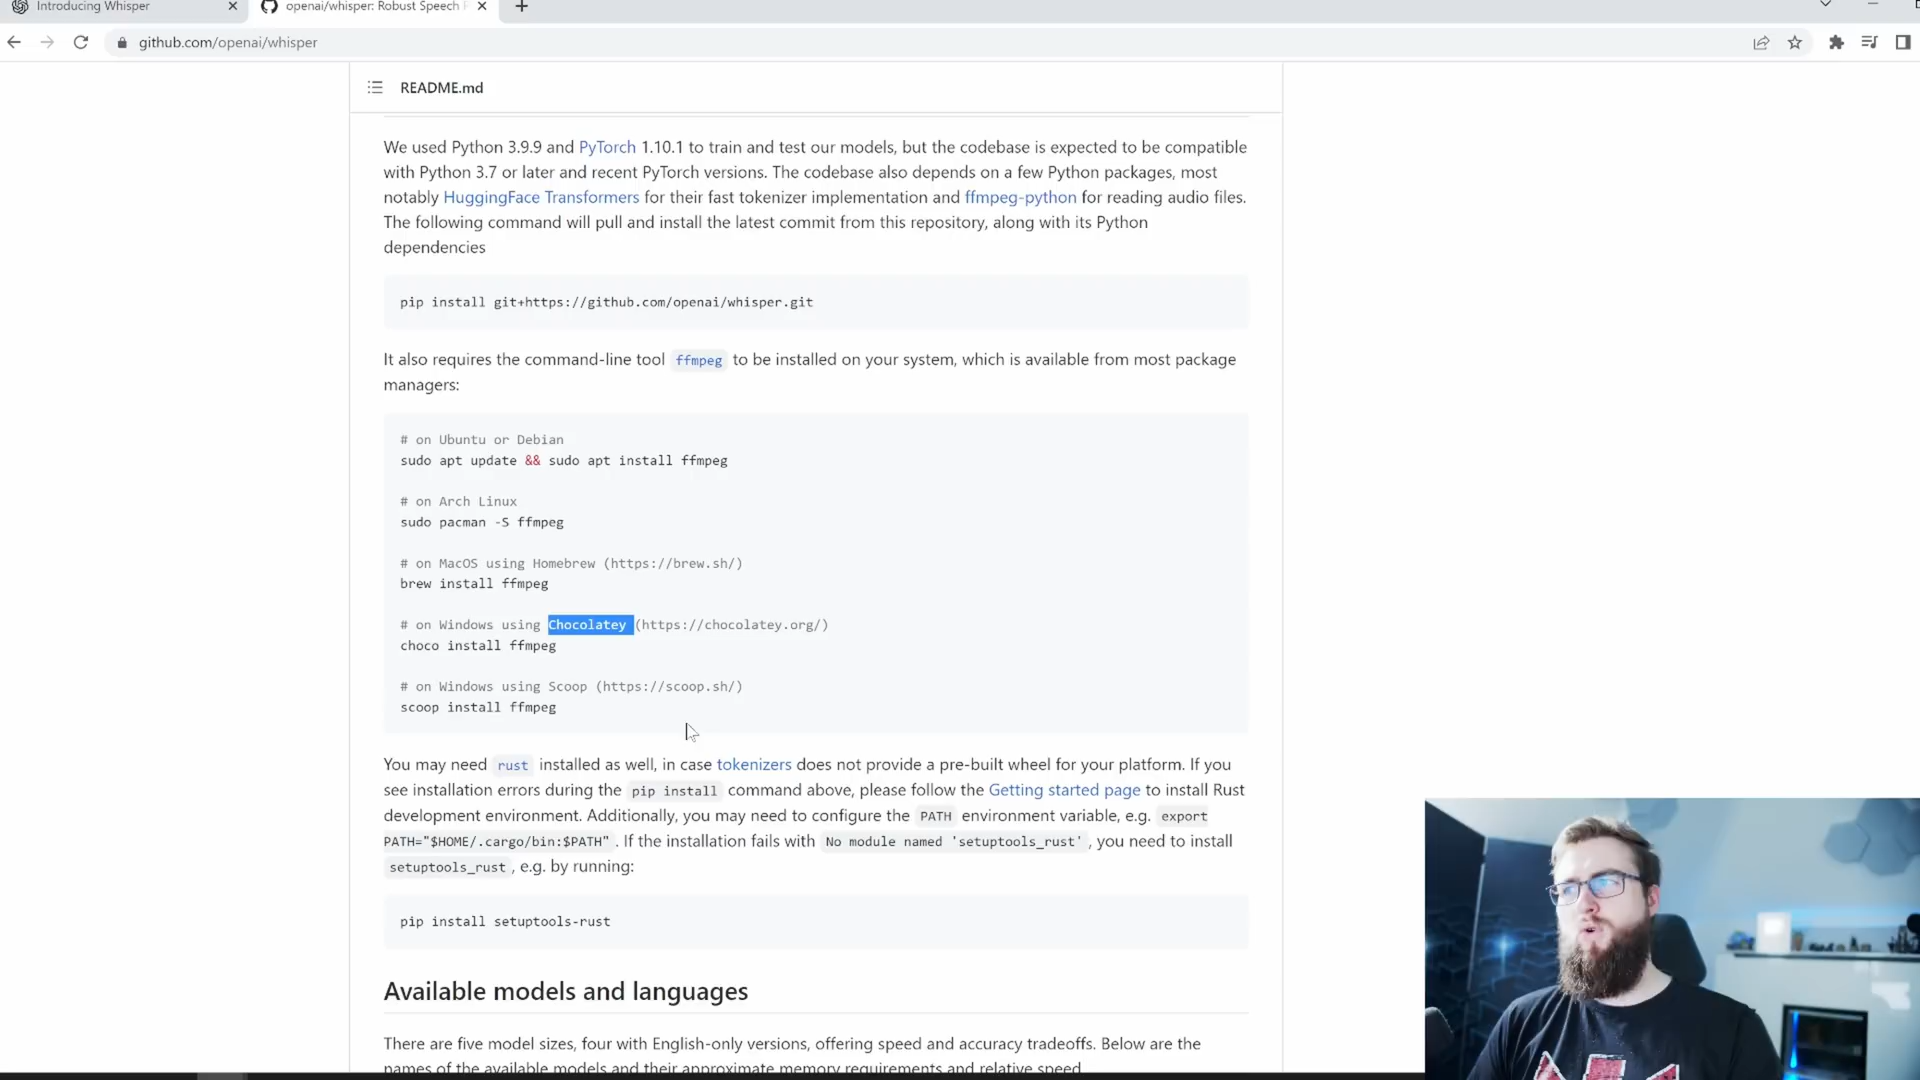 Introducing Whisper
openai/whisper: Robust Speech
github.com/openai/whisper
README.md
We used Python 3.9.9 and PyTorch 1.10.1 to train and test our models, but the codebase is expected to be compatible
with Python 3.7 or later and recent PyTorch versions. The codebase also depends on a few Python packages, most
notably HuggingFace Transformers for their fast tokenizer implementation and ffmpeg-python for reading audio files.
The following command will pull and install the latest commit from this repository, along with its Python
dependencies
pip install git+https://github.com/openai/whisper.git
It also requires the command-line tool ffmpeg to be installed on your system, which is available from most package
managers:
# on Ubuntu or Debian
sudo apt update && sudo apt install ffmpeg
# on Arch Linux
sudo pacman -S ffmpeg
# on MacOS using Homebrew (https://brew.sh/)
brew install ffmpeg
# on Windows using Chocolatey (https://chocolatey.org/)
choco install ffmpeg
# on Windows using Scoop (https://scoop.sh/)
scoop install ffmpeg
You may need rust installed as well, in case tokenizers does not provide a pre-built wheel for your platform. If you
see installation errors during the pip install command above, please follow the Getting started page to install Rust
development environment. Additionally, you may need to configure the PATH environment variable, e.g. export
PATH="$HOME/.cargo/bin:$PATH" . If the installation fails with No module named 'setuptools_rust' , you need to install
setuptools_rust , e.g. by running:
pip install setuptools-rust
Available models and languages
There are five model sizes, four with English-only versions, offering speed and accuracy tradeoffs. Below are the
names of the available models and their approximate memory requirements and relative speed.